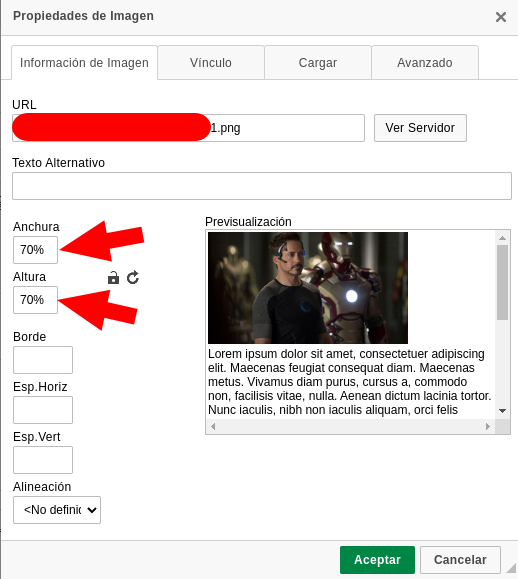 Propiedades de Imagen
Información de Imagen
Vínculo
Cargar
Avanzado
URL
1.png
Ver Servidor
Texto Alternativo
Anchura
70%
Altura
70%
Borde
Esp.Horiz
Esp.Vert
Alineación
<No definic
Previsualización
Lorem ipsum dolor sit amet, consectetuer adipiscing
elit. Maecenas feugiat consequat diam. Maecenas
metus. Vivamus diam purus, cursus a, commodo
non, facilisis vitae, nulla. Aenean dictum lacinia tortor.
Nunc iaculis, nibh non iaculis aliquam, orci felis
Aceptar
Cancelar